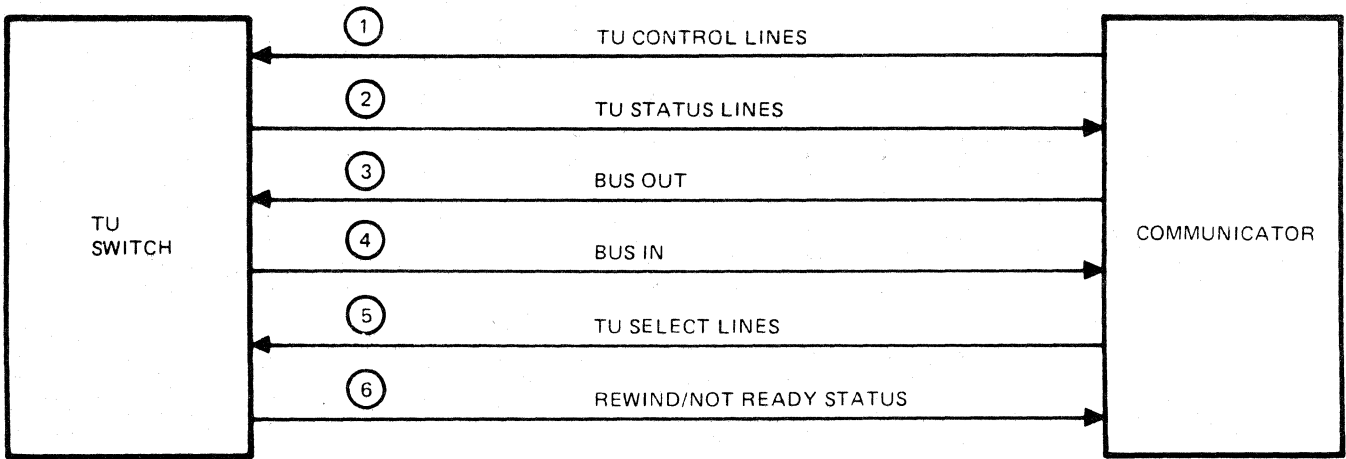 1
TU CONTROL LINES
2
TU STATUS LINES
3
BUS OUT
TU
SWITCH
4
BUS IN
COMMUNICATOR
5
TU SELECT LINES
6
REWIND/NOT READY STATUS